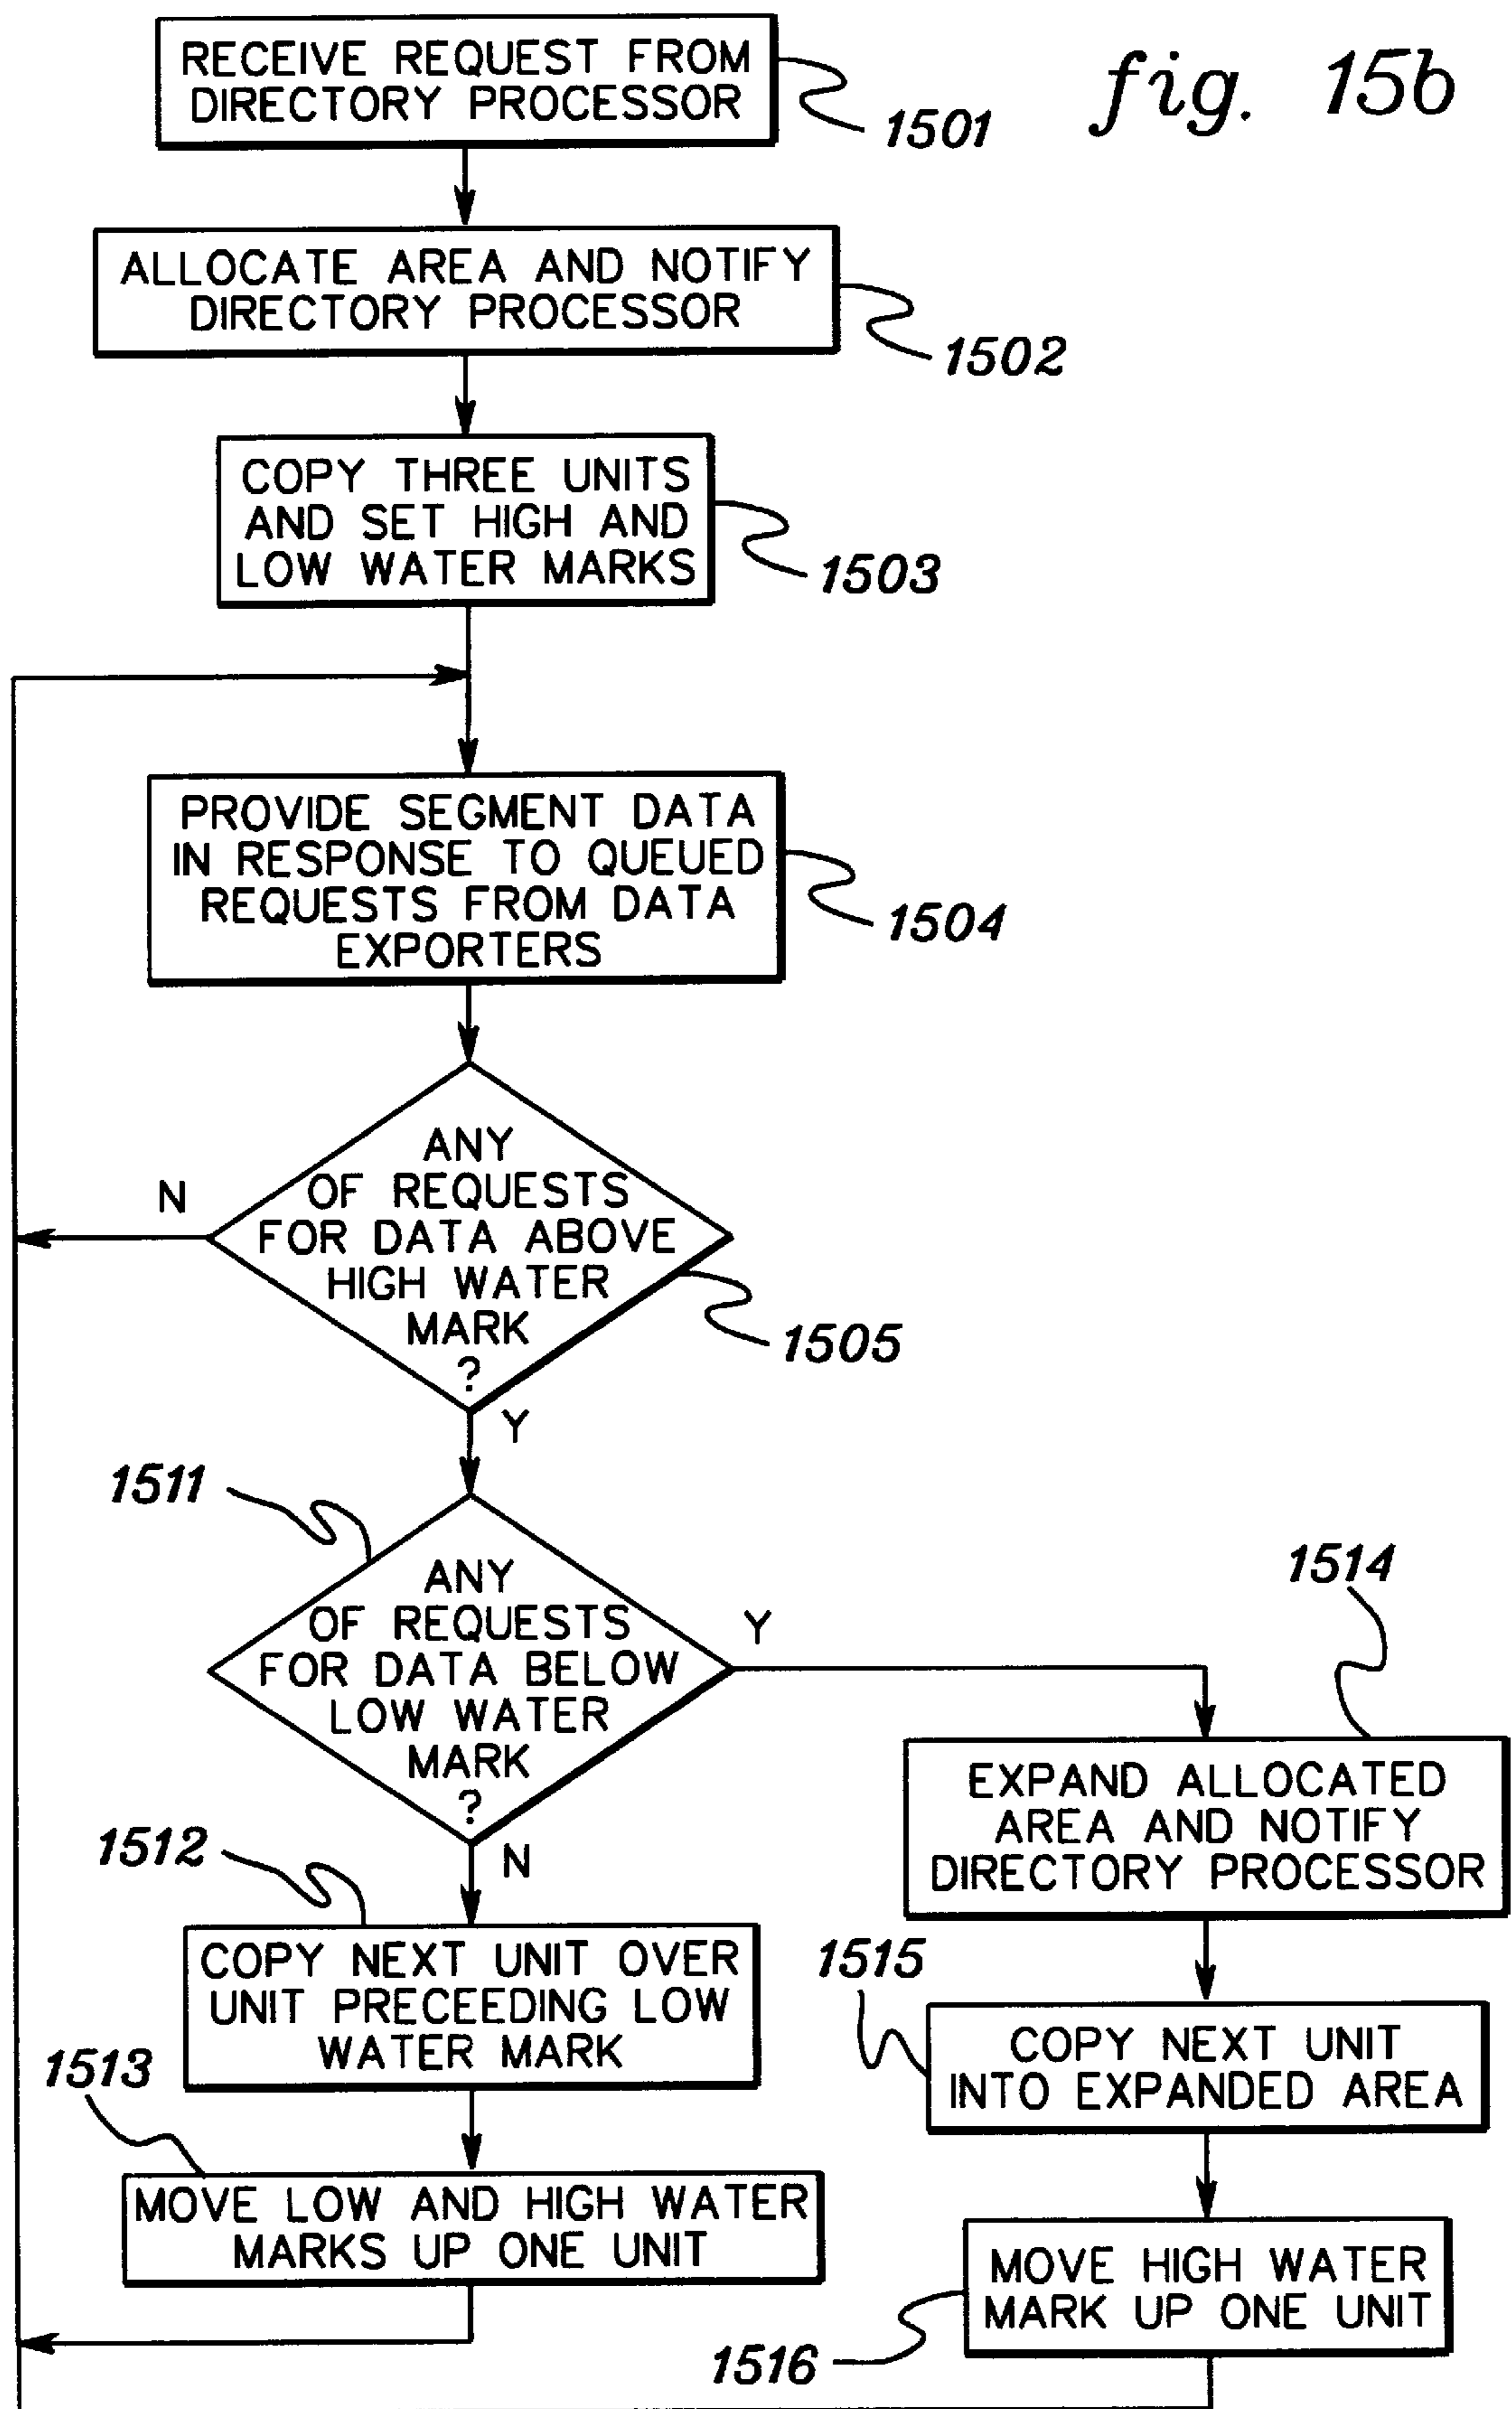 fig. 15b
RECEIVE REQUEST FROM
DIRECTORY PROCESSOR
1501
ALLOCATE AREA AND NOTIFY
DIRECTORY PROCESSOR
1502
COPY THREE UNITS
AND SET HIGH AND
LOW WATER MARKS
1503
PROVIDE SEGMENT DATA
IN RESPONSE TO QUEUED
REQUESTS FROM DATA
EXPORTERS
1504
ANY
OF REQUESTS
FOR DATA ABOVE
HIGH WATER
MARK
?
1505
N
Y
1511
ANY
OF REQUESTS
FOR DATA BELOW
LOW WATER
MARK
?
Y
N
1512
COPY NEXT UNIT OVER
UNIT PRECEEDING LOW
WATER MARK
1513
MOVE LOW AND HIGH WATER
MARKS UP ONE UNIT
1514
EXPAND ALLOCATED
AREA AND NOTIFY
DIRECTORY PROCESSOR
1515
COPY NEXT UNIT
INTO EXPANDED AREA
MOVE HIGH WATER
MARK UP ONE UNIT
1516